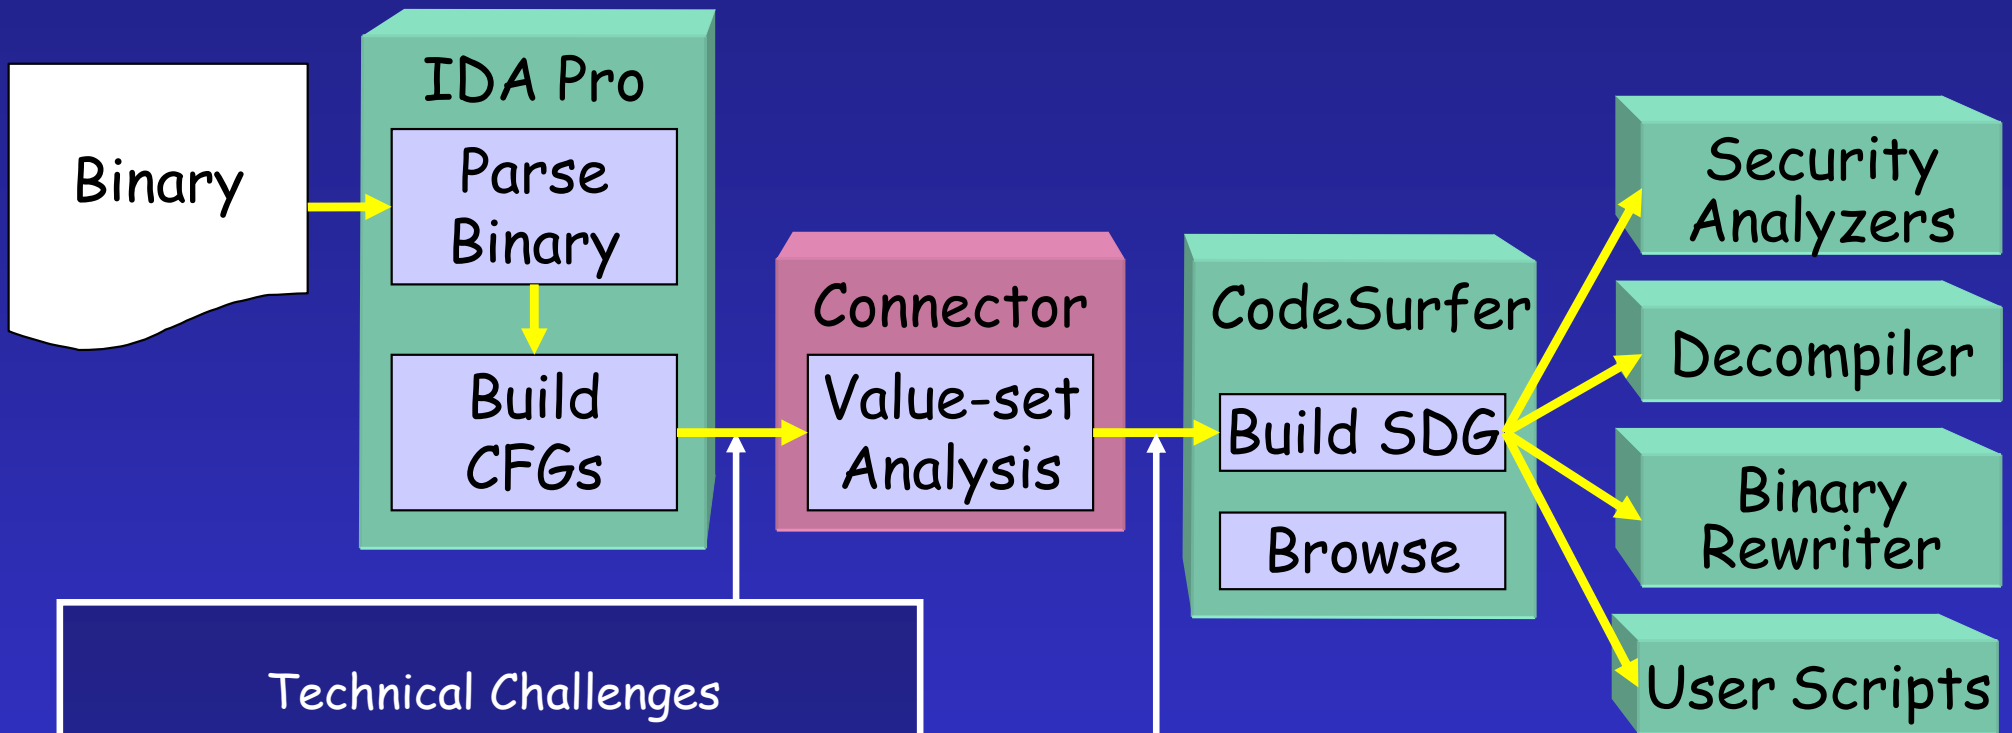 Binary
IDA Pro
Parse
Binary
Build
CFGs
Connector
Value-set
Analysis
CodeSurfer
Build SDG
Browse
Security
Analyzers
Decompiler
Binary
Rewriter
User Scripts
Technical Challenges